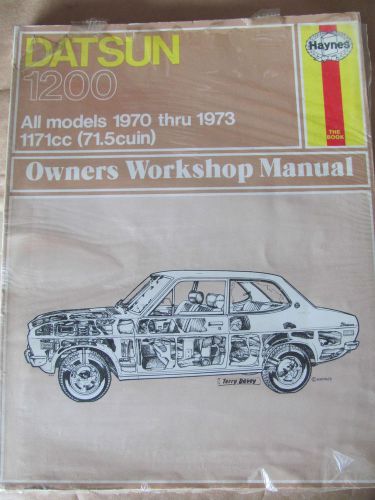 DATSUN
1200
Haynes
All models 1970 thru 1973
1171cc (71.5cuin)
THE
BOOK
Owners Workshop Manual
Terry Davey